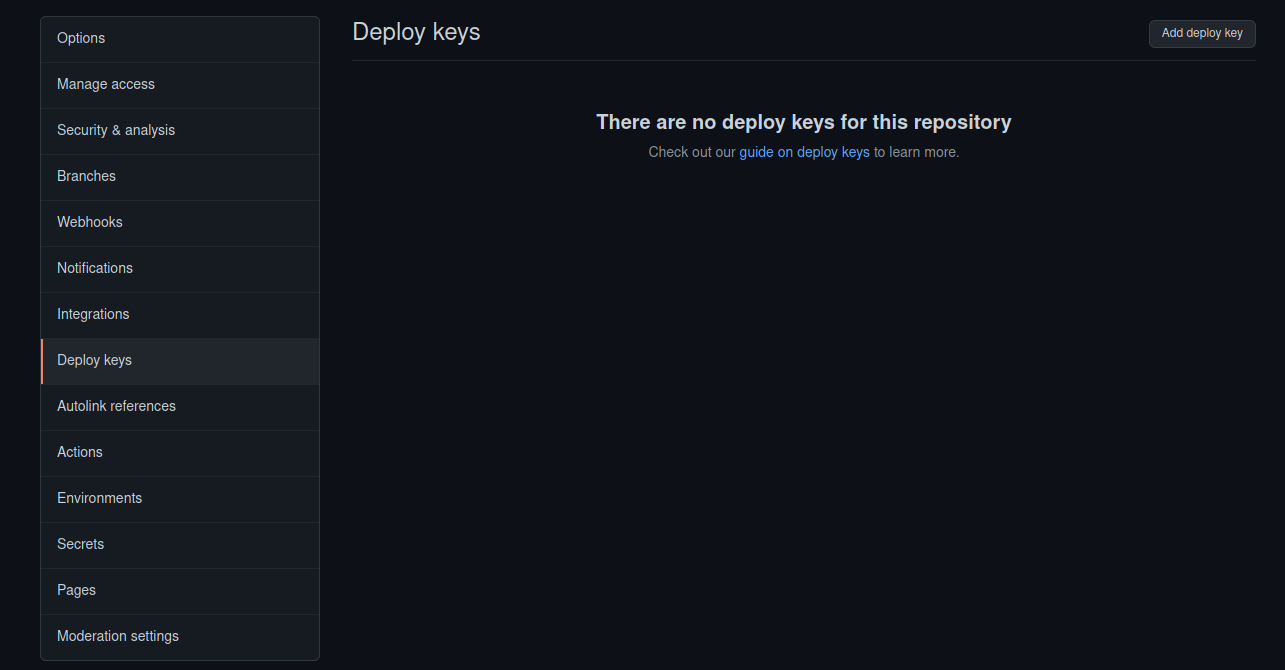 Options
Manage access
Security & analysis
Branches
Webhooks
Notifications
Integrations
Deploy keys
Autolink references
Actions
Environments
Secrets
Pages
Moderation settings
Deploy keys
Add deploy key
There are no deploy keys for this repository
Check out our guide on deploy keys to learn more.